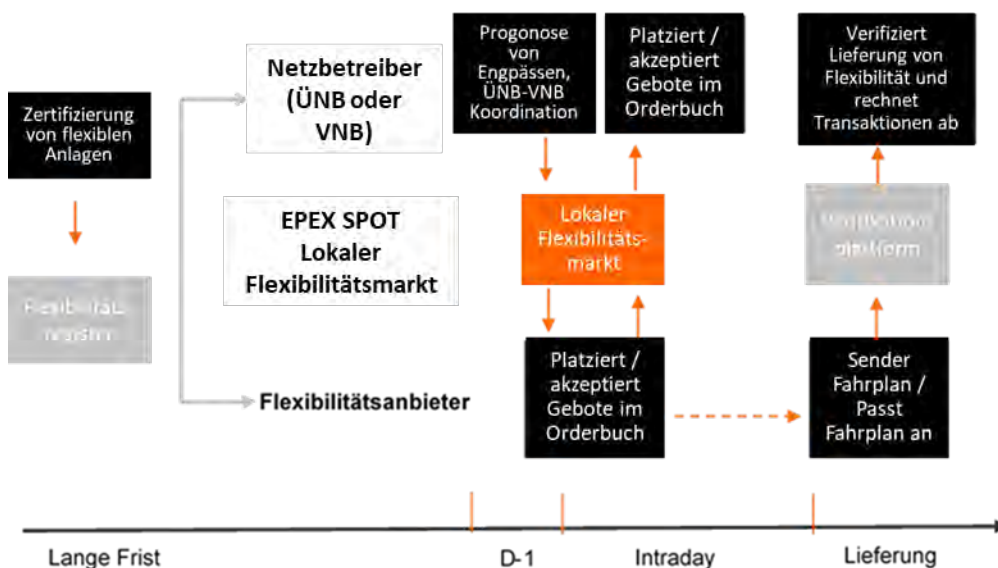 Zertifizierung
von flexiblen
Anlagen
Netzbetreiber
(ÜNB oder
VNB)
EPEX SPOT
Lokaler
Flexibilitätsmarkt
Flexibilitätsanbieter
Progonose
von
Engpässen,
ÜNB-VNB
Koordination
Platziert /
akzeptiert
Gebote im
Orderbuch
Verifiziert
Lieferung von
Flexibilität und
rechnet
Transaktionen ab
Lokaler
Flexibilitäts-
markt
Platziert /
akzeptiert
Gebote im
Orderbuch
Sender
Fahrplan /
Passt
Fahrplan an
Lange Frist
D-1
Intraday
Lieferung